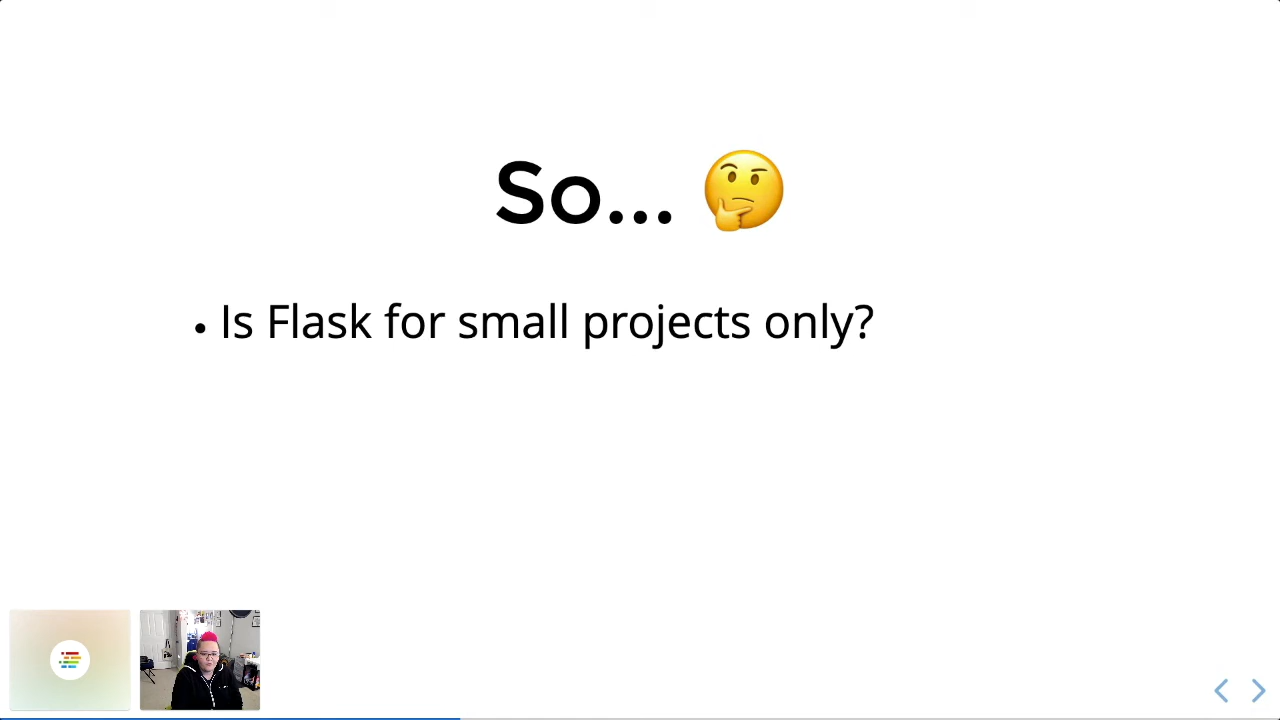 So... 🤔
• Is Flask for small projects only?